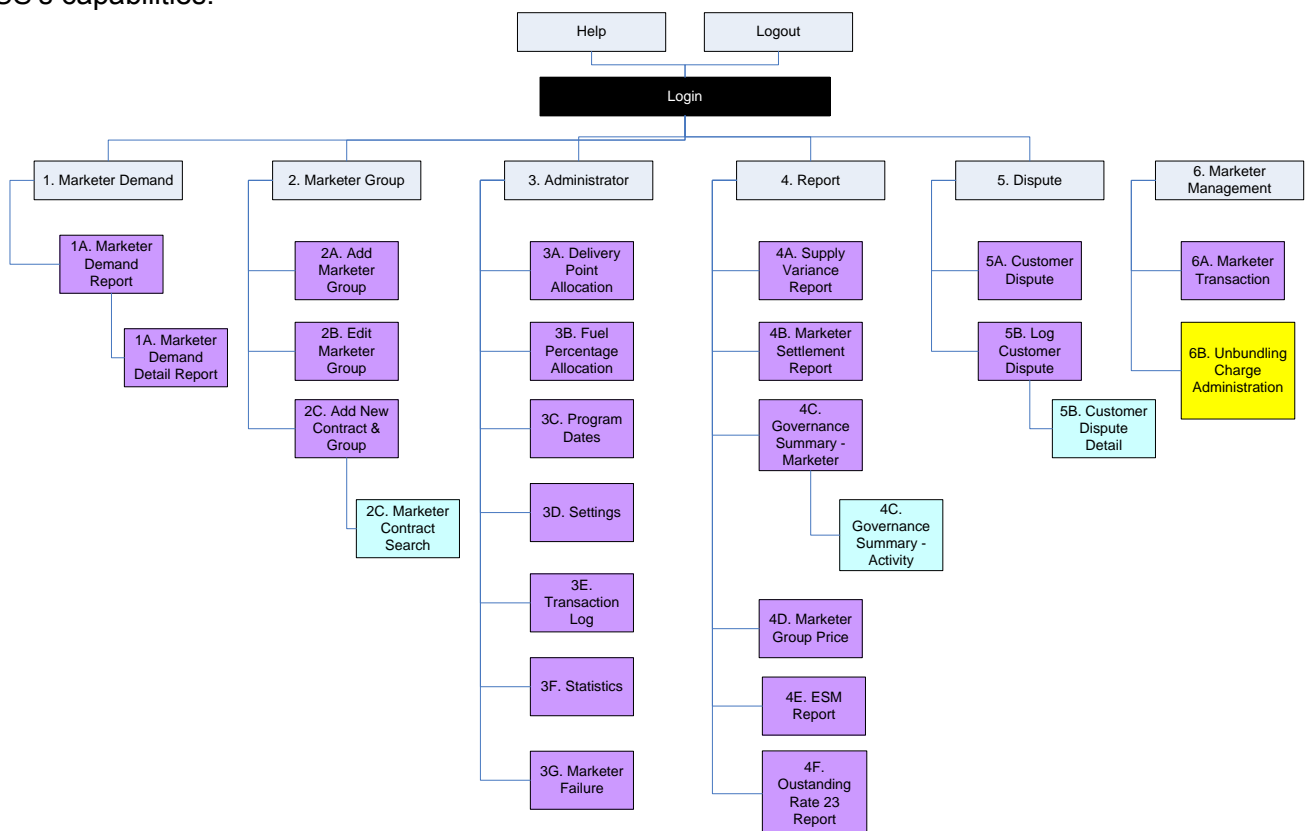 SS's capabilities.
Help
Logout
Login
1. Marketer Demand
2. Marketer Group
3. Administrator
4. Report
5. Dispute
6. Marketer
Management
1A. Marketer
Demand
Report
1A. Marketer
Demand
Detail Report
2A. Add
Marketer
Group
2B. Edit
Marketer
Group
2C. Add New
Contract &
Group
2C. Marketer
Contract
Search
3A. Delivery
Point
Allocation
3B. Fuel
Percentage
Allocation
3C. Program
Dates
3D. Settings
3E.
Transaction
Log
3F. Statistics
3G. Marketer
Failure
4A. Supply
Variance
Report
4B. Marketer
Settlement
Report
4C.
Governance
Summary -
Marketer
4C.
Governance
Summary -
Activity
4D. Marketer
Group Price
4E. ESM
Report
4F.
Oustanding
Rate 23
Report
5A. Customer
Dispute
5B. Log
Customer
Dispute
5B. Customer
Dispute
Detail
6A. Marketer
Transaction
6B. Unbundling
Charge
Administration